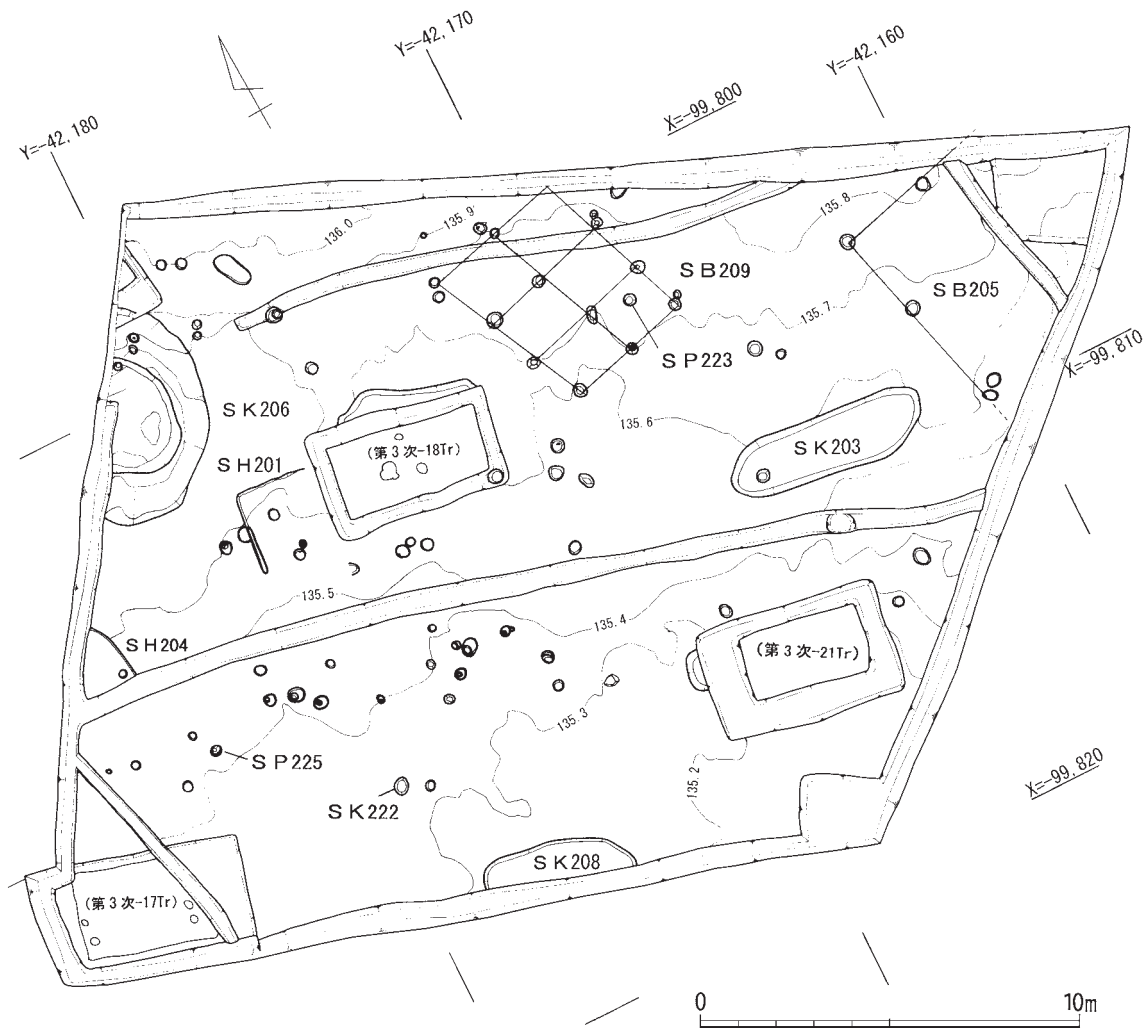 Y=-42,170
Y=-42,160
X=-99,800
Y=-42,180
136.0
135.9
135.8
SB209
SB205
135.7
SP223
X=-99,810
SK206
135.6
(第3次-18Tr)
SK203
SH201
135.5
135.4
SH204
(第3次-21Tr)
135.3
SP225
135.2
X=-99,820
SK222
SK208
(第3次-17Tr)
0 10m